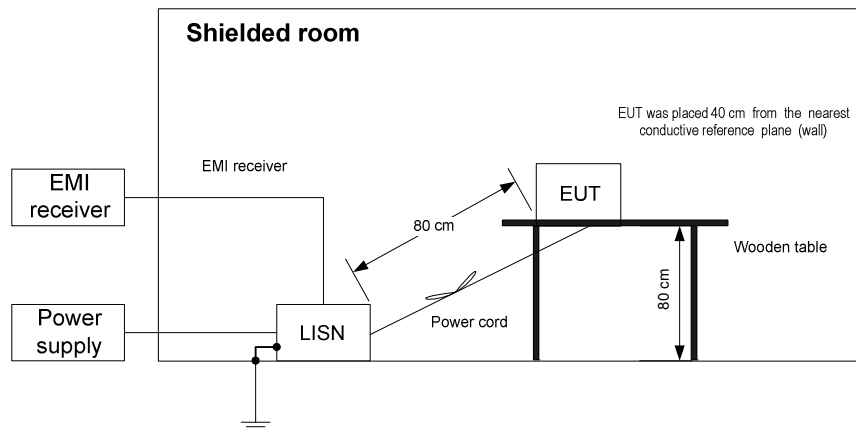 Shielded room
EUT was placed 40 cm from the nearest
conductive reference plane (wall)
EMI receiver
EMI
receiver
80 cm
EUT
Wooden table
80 cm
Power cord
LISN
Power
supply